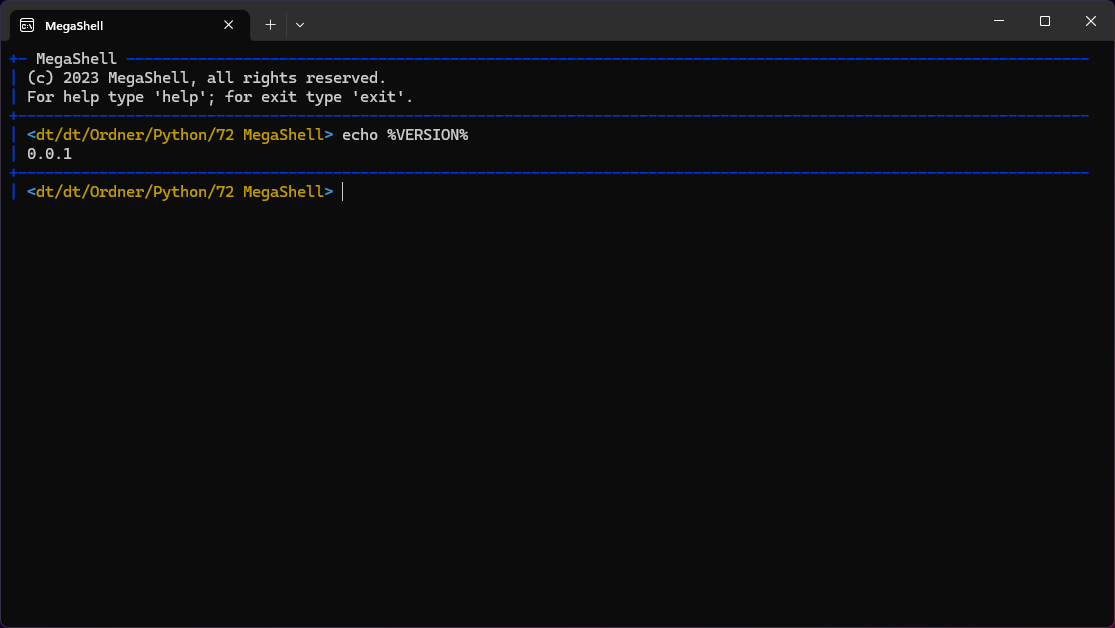 MegaShell
MegaShell
(c) 2023 MegaShell, all rights reserved.
For help type 'help'; for exit type 'exit'.
<dt/dt/Ordner/Python/72 MegaShell> echo %VERSION%
0.0.1
<dt/dt/Ordner/Python/72 MegaShell>